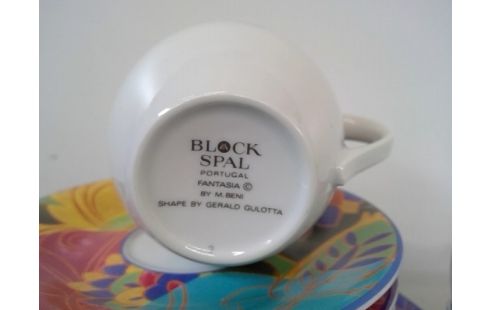 BLOCK
SPAL
PORTUGAL
FANTASIA ©
BY M. BENI
SHAPE BY GERALD GULOTTA